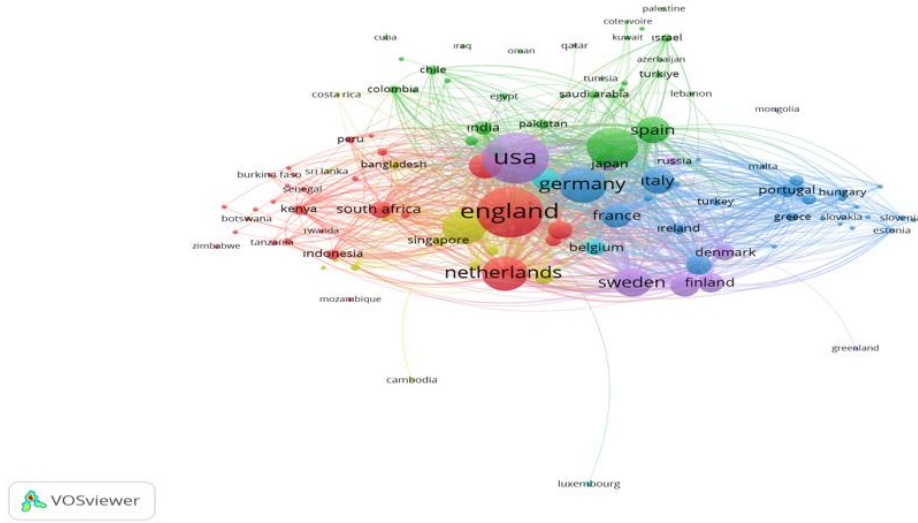 palestine
cote-ivoire
cuba
iraq
oman
qatar
kuwait
israel
chile
azerbaijan
tunisia
turkiye
costa rica
colombia
egypt
saudi arabia
lebanon
mongolia
india
pakistan
spain
peru
usa
japan
russia
bangladesh
malta
burkina faso
sri lanka
germany
italy
senegal
portugal
hungary
kenya
south africa
england
france
turkey
botswana
greece
slovakia
slovenia
rwanda
singapore
ireland
estonia
zimbabwe
tanzania
indonesia
belgium
denmark
netherlands
sweden
finland
mozambique
greenland
cambodia
luxembourg
VOSviewer